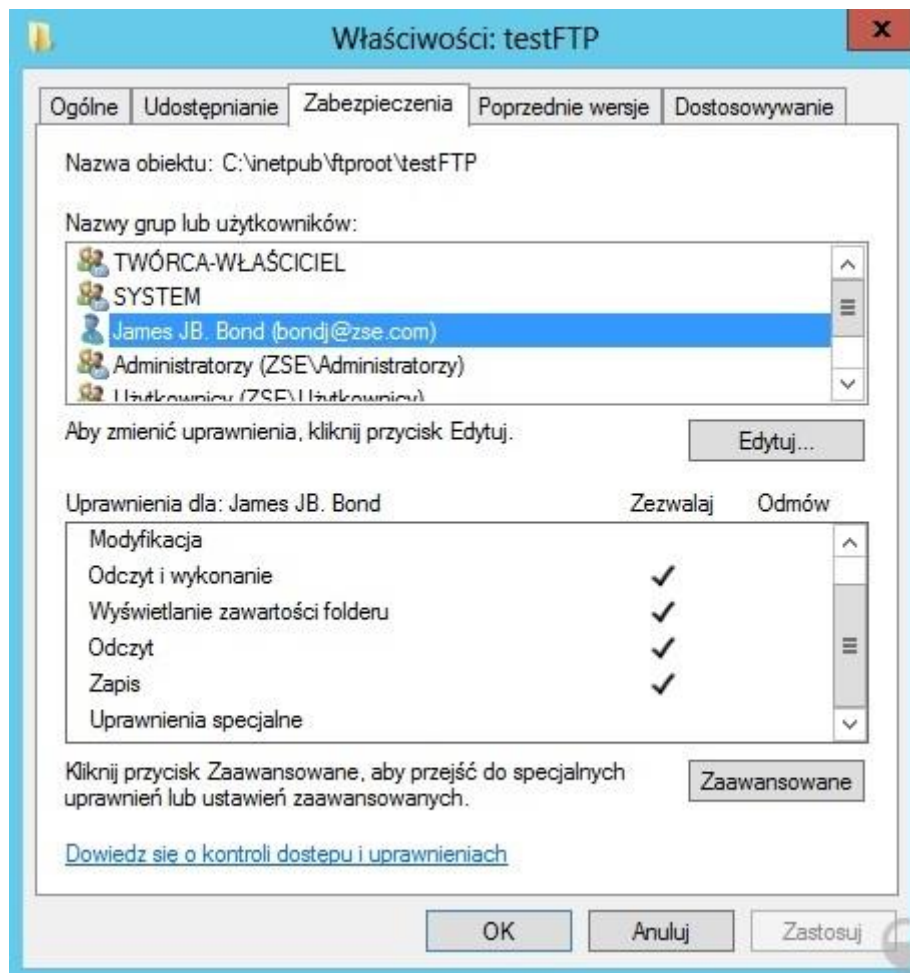 Właściwości: testFTP
x
Ogólne Udostępnianie Zabezpieczenia Poprzednie wersje Dostosowywanie
Nazwa obiektu: C:\inetpub\ftproot\testFTP
Nazwy grup lub użytkowników:
TWÓRCA-WŁAŚCICIEL
SYSTEM
James JB. Bond (bondj@zse.com)
Administratorzy (ZSE\Administratorzy)
Użytkownicy (ZSE\Użytkownicy)
Aby zmienić uprawnienia, kliknij przycisk Edytuj.
Edytuj...
Uprawnienia dla: James JB. Bond Zezwalaj Odmów
Modyfikacja
Odczyt i wykonanie
Wyświetlanie zawartości folderu
Odczyt
Zapis
Uprawnienia specjalne
Kliknij przycisk Zaawansowane, aby przejść do specjalnych
uprawnień lub ustawień zaawansowanych.
Zaawansowane
Dowiedz się o kontroli dostępu i uprawnieniach
OK Anuluj Zastosuj